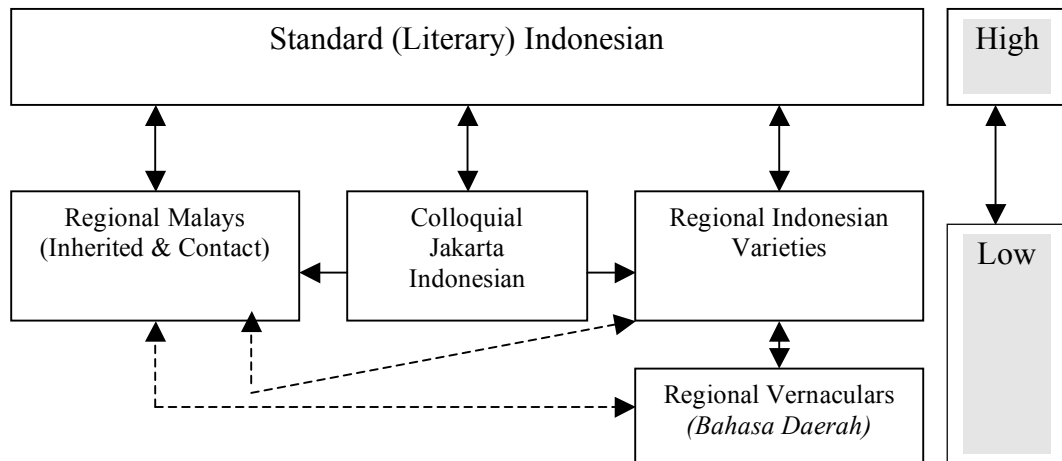 Standard (Literary) Indonesian
High
Regional Malays
(Inherited & Contact)
Colloquial
Jakarta
Indonesian
Regional Indonesian
Varieties
Low
Regional Vernaculars
(Bahasa Daerah)